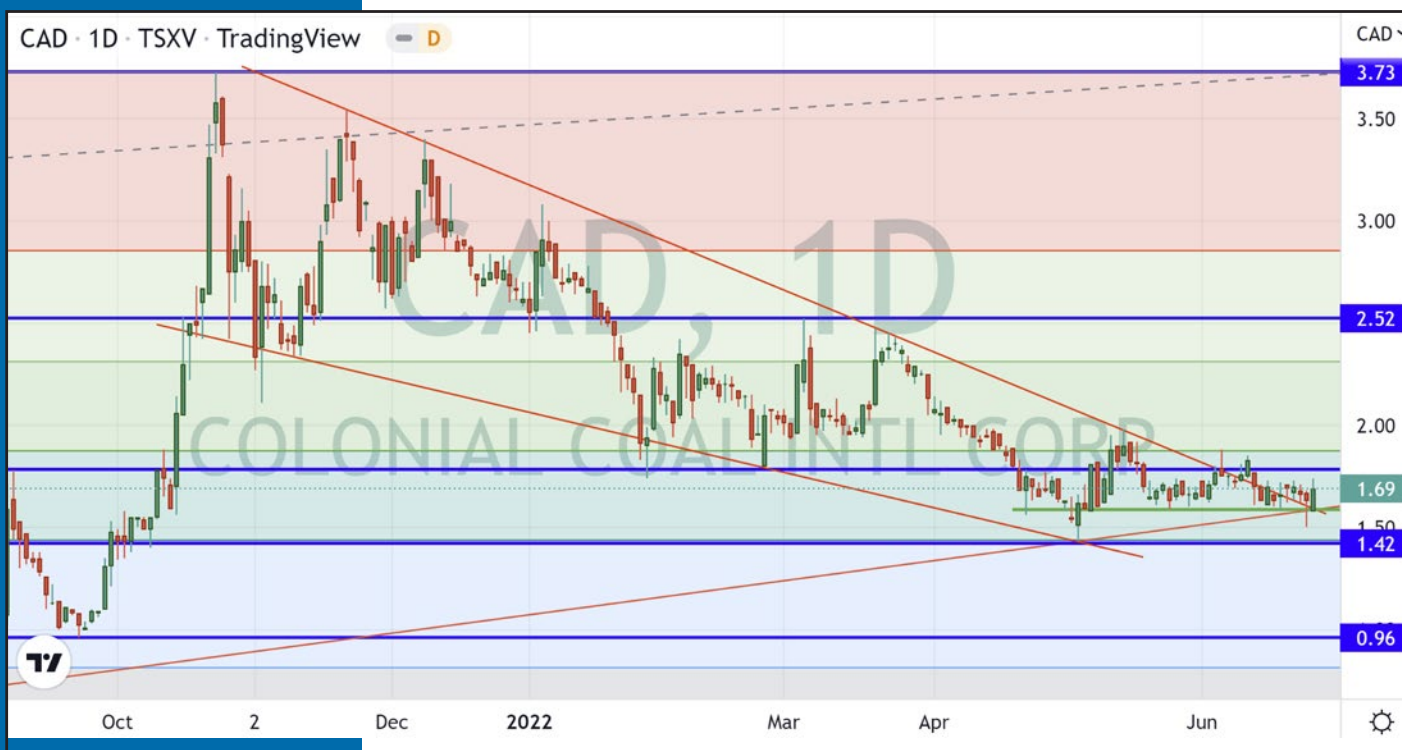 CAD · 1D · TSXV · TradingView D
CAD
3.73
3.50
3.00
CAD, 1D
2.52
COLONIAL COAL INTL CORP
2.00
1.69
1.50
1.42
0.96
Oct 2 Dec 2022 Mar Apr Jun